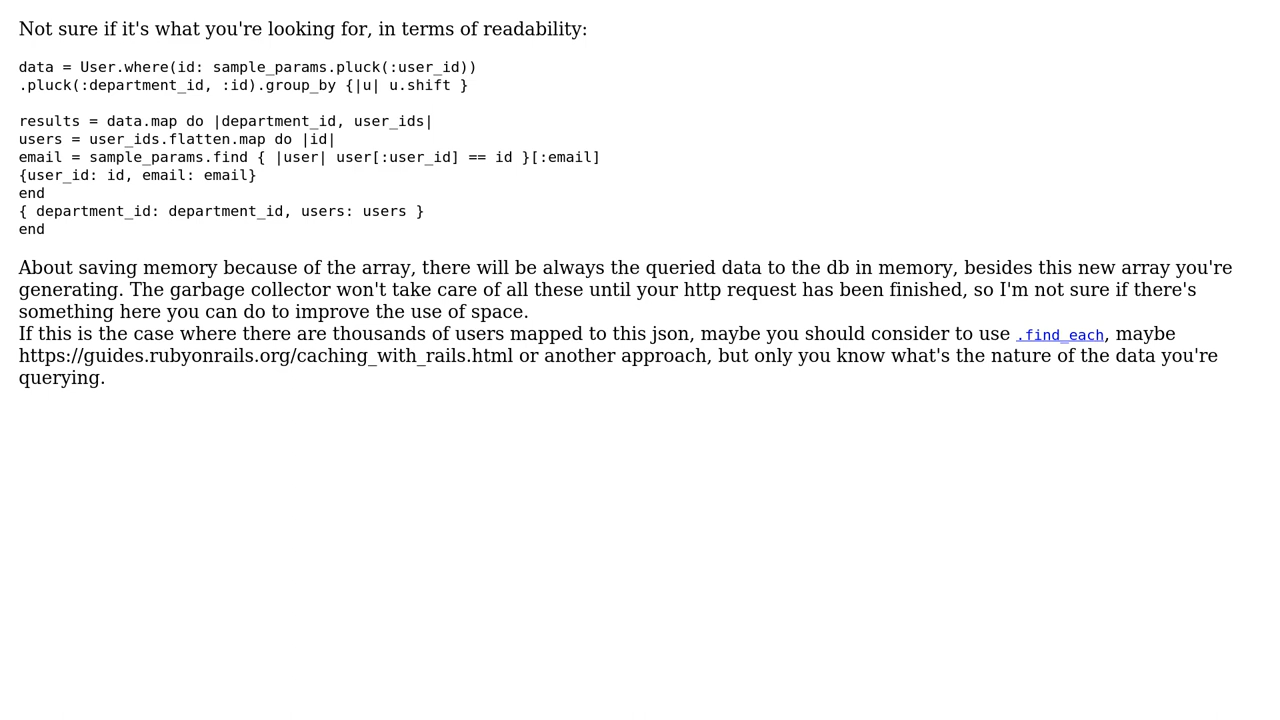 Not sure if it's what you're looking for, in terms of readability:
data = User.where(id: sample_params.pluck(:user_id))
.pluck(:department_id, :id).group_by {|u| u.shift }
results = data.map do |department_id, user_ids|
users = user_ids.flatten.map do |id|
email = sample_params.find { |user| user[:user_id] == id }[:email]
{user_id: id, email: email}
end
{ department_id: department_id, users: users }
end
About saving memory because of the array, there will be always the queried data to the db in memory, besides this new array you're
generating. The garbage collector won't take care of all these until your http request has been finished, so I'm not sure if there's
something here you can do to improve the use of space.
If this is the case where there are thousands of users mapped to this json, maybe you should consider to use .find_each, maybe
https://guides.rubyonrails.org/caching_with_rails.html or another approach, but only you know what's the nature of the data you're
querying.